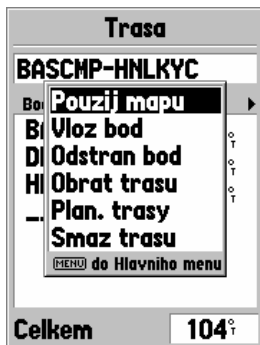 Trasa
BASCMP-HNLKYC
Pouzij mapu
Vloz bod
Odstran bod
Obrat trasu
Plan. trasy
Smaz trasu
MENU do Hlavniho menu
Celkem 104°T